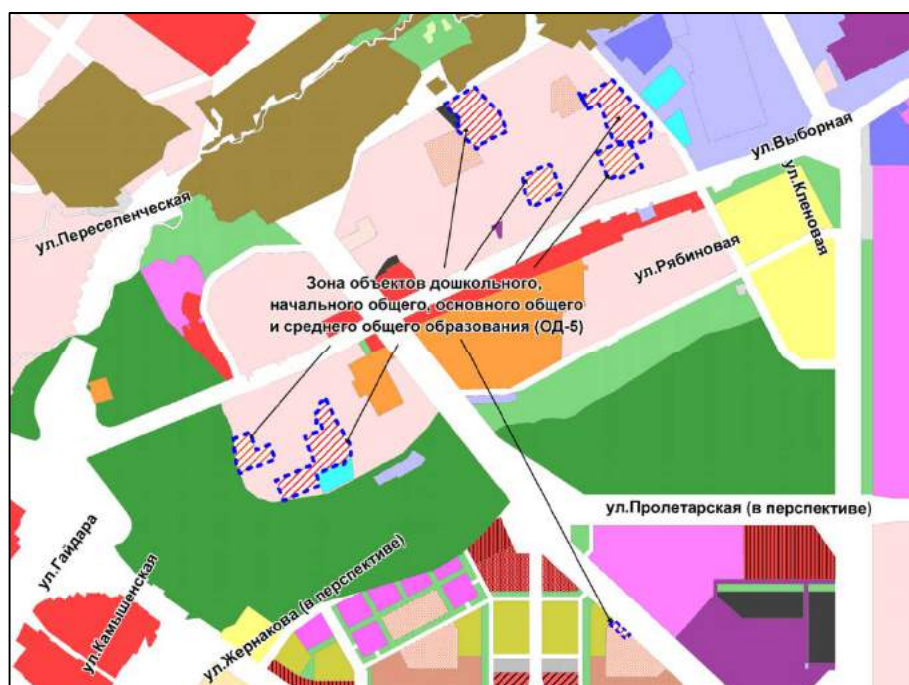 ул.Выборная
ул.Кленовая
ул.Переселенческая
ул.Рябиновая
Зона объектов дошкольного,
начального общего, основного общего
и среднего общего образования (ОД-5)
ул.Пролетарская (в перспективе)
ул.Гайдара
ул.Камышенская
ул.Жернакова (в перспективе)